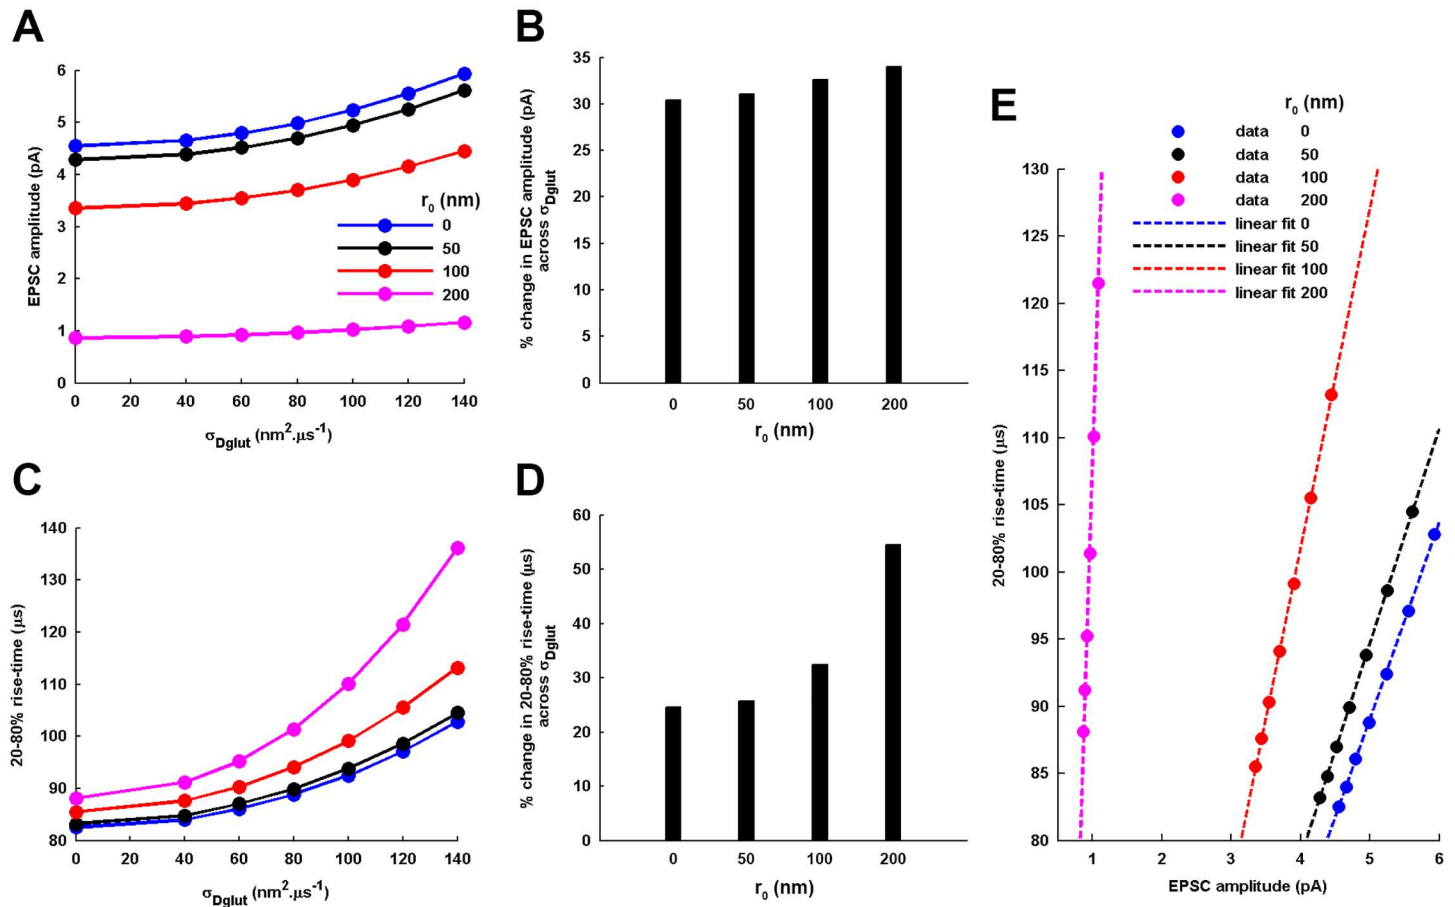 A
EPSC amplitude (pA)
6
5
4
3
2
1
0
0 20 40 60 80 100 120 140
σDglut (nm².µs⁻¹)
r₀ (nm)
0
50
100
200
B
% change in EPSC amplitude (pA)
across σDglut
35
30
25
20
15
10
5
0
0 50 100 200
r₀ (nm)
C
20-80% rise-time (µs)
140
130
120
110
100
90
80
0 20 40 60 80 100 120 140
σDglut (nm².µs⁻¹)
D
% change in 20-80% rise-time (µs)
across σDglut
60
50
40
30
20
10
0
0 50 100 200
r₀ (nm)
E
r₀ (nm)
data 0
data 50
data 100
data 200
linear fit 0
linear fit 50
linear fit 100
linear fit 200
20-80% rise-time (µs)
130
125
120
115
110
105
100
95
90
85
80
1 2 3 4 5 6
EPSC amplitude (pA)